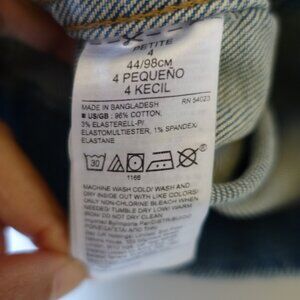 PETITE
4
44/98CM
4 PEQUEÑO
4 KECIL
MADE IN BANGLADESH RN 54023
■ US/GB: 96% COTTON,
3% ELASTERELL-P/
ELASTOMULTIESTER, 1% SPANDEX/
ELASTANE
30
1166
MACHINE WASH COLD/ WASH AND
DRY INSIDE OUT WITH LIKE COLORS/
ONLY NON-CHLORINE BLEACH WHEN
NEEDED/ TUMBLE DRY LOW/ WARM
IRON/ DO NOT DRY CLEAN